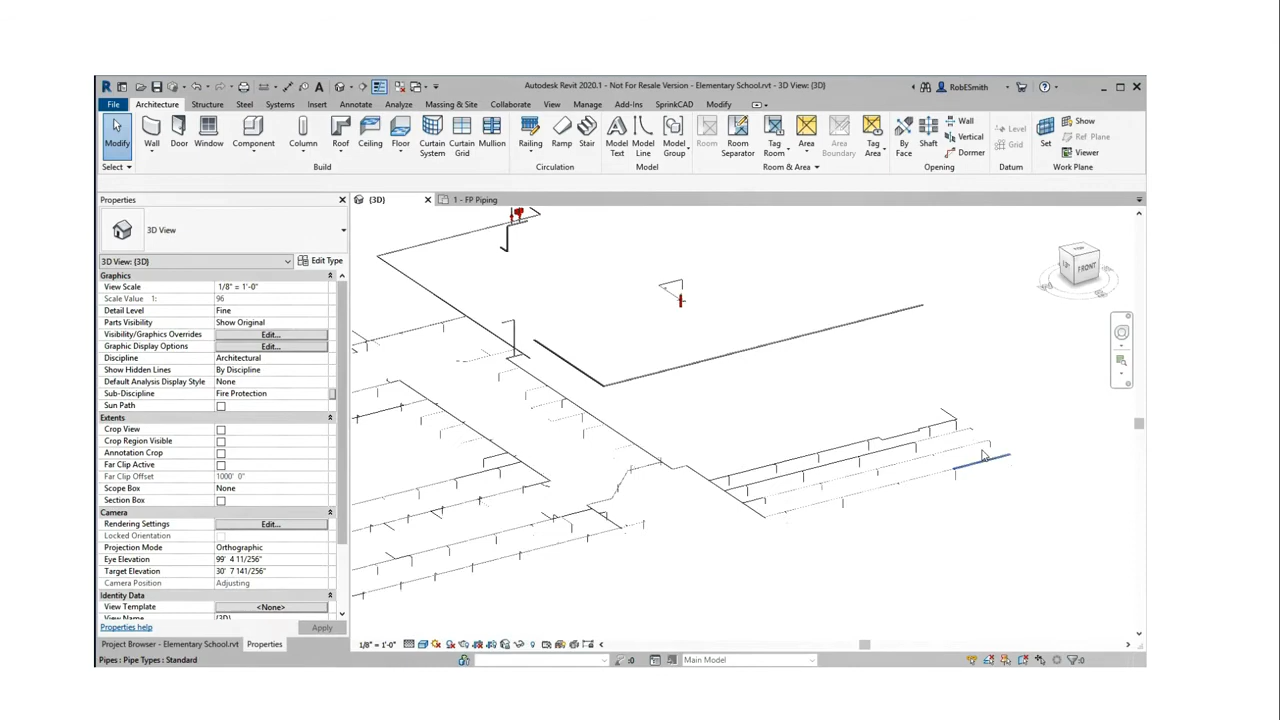 Autodesk Revit 2020.1 - Not For Resale Version - Elementary School.rvt - 3D View: {3D}
RobESmith
File Architecture Structure Steel Systems Insert Annotate Analyze Massing & Site Collaborate View Manage Add-Ins SprinkCAD Modify
Modify Wall Door Window Component Column Roof Ceiling Floor Curtain System Curtain Grid Mullion Railing Ramp Stair Model Text Model Line Model Group Room Room Separator Tag Room Area Area Boundary Tag Area By Face Shaft Wall Vertical Dormer Level Grid Set Show Ref Plane Viewer
Select Build Circulation Model Room & Area Opening Datum Work Plane
Properties
{3D}
1 - FP Piping
3D View
3D View: {3D} Edit Type
Graphics
View Scale 1/8" = 1'-0"
Scale Value 1: 96
Detail Level Fine
Parts Visibility Show Original
Visibility/Graphics Overrides Edit...
Graphic Display Options Edit...
Discipline Architectural
Show Hidden Lines By Discipline
Default Analysis Display Style None
Sub-Discipline Fire Protection
Sun Path
Extents
Crop View
Crop Region Visible
Annotation Crop
Far Clip Active
Far Clip Offset 1000' 0"
Scope Box None
Section Box
Camera
Rendering Settings Edit...
Locked Orientation
Projection Mode Orthographic
Eye Elevation 99' 4 11/256"
Target Elevation 30' 7 141/256"
Camera Position Adjusting
Identity Data
View Template <None>
View Name {3D}
Properties help Apply
Project Browser - Elementary School.rvt Properties
Pipes : Pipe Types : Standard
TOP
FRONT
1/8" = 1'-0"
:0
Main Model
:0